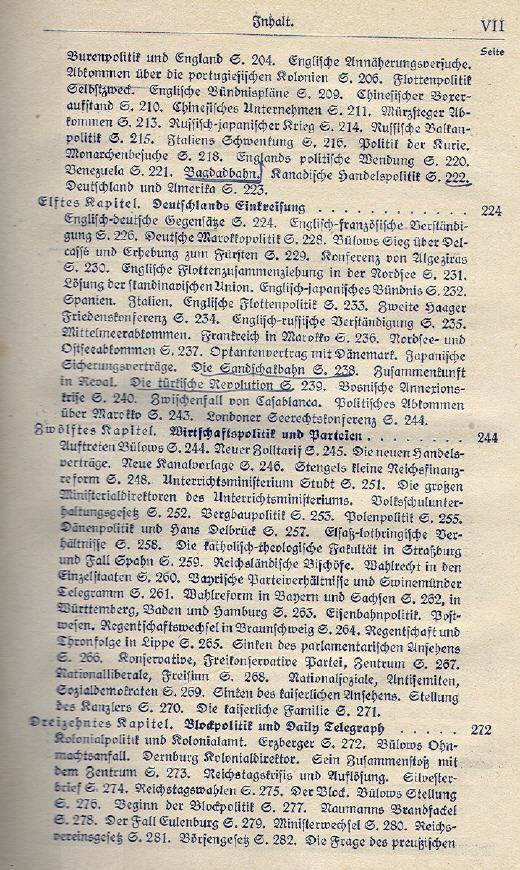 Inhalt. VII
Seite
Burenpolitik und England S. 204. Englische Annäherungsversuche.
Abkommen über die portugiesischen Kolonien S. 206. Flottenpolitik
Selbstzweck. Englische Bündnispläne S. 209. Chinesischer Boxer-
aufstand S. 210. Chinesisches Unternehmen S. 211. Mürzsteger Ab-
kommen S. 213. Russisch-japanischer Krieg S. 214. Russische Balkan-
politik S. 215. Italiens Schwenkung S. 216. Politik der Kurie.
Monarchenbesuche S. 218. Englands politische Wendung S. 220.
Venezuela S. 221. Bagdadbahn. Kanadische Handelspolitik S. 222.
Deutschland und Amerika S. 223.
Elftes Kapitel. Deutschlands Einkreisung . . . . . . . . . . . . 224
Englisch-deutsche Gegensätze S. 224. Englisch-französische Verständi-
gung S. 226. Deutsche Marokkopolitik S. 228. Bülows Sieg über Del-
cassé und Erhebung zum Fürsten S. 229. Konferenz von Algeziras
S. 230. Englische Flottenzusammenziehung in der Nordsee S. 231.
Lösung der skandinavischen Union. Englisch-japanisches Bündnis S. 232.
Spanien. Italien. Englische Flottenpolitik S. 233. Zweite Haager
Friedenskonferenz S. 234. Englisch-russische Verständigung S. 235.
Mittelmeerabkommen. Frankreich in Marokko S. 236. Nordsee- und
Ostseeabkommen S. 237. Optantenvertrag mit Dänemark. Japanische
Sicherungsverträge. Die Sandschakbahn S. 238. Zusammenkunft
in Reval. Die türkische Revolution S. 239. Bosnische Annexions-
krise S. 240. Zwischenfall von Casablanca. Politisches Abkommen
über Marokko S. 243. Londoner Seerechtskonferenz S. 244.
Zwölftes Kapitel. Wirtschaftspolitik und Parteien . . . . . . . . 244
Auftreten Bülows S. 244. Neuer Zolltarif S. 245. Die neuen Handels-
verträge. Neue Kanalvorlage S. 246. Stengels kleine Reichsfinanz-
reform S. 248. Unterrichtsministerium Studt S. 251. Die großen
Ministerialdirektoren des Unterrichtsministeriums. Volksschulunter-
haltungsgesetz S. 252. Bergbaupolitik S. 253. Polenpolitik S. 255.
Dänenpolitik und Hans Delbrück S. 257. Elsaß-lothringische Ver-
hältnisse S. 258. Die katholisch-theologische Fakultät in Straßburg
und Fall Spahn S. 259. Reichsländische Bischöfe. Wahlrecht in den
Einzelstaaten S. 260. Bayrische Parteiverhältnisse und Swinemünder
Telegramm S. 261. Wahlreform in Bayern und Sachsen S. 262, in
Württemberg, Baden und Hamburg S. 263. Eisenbahnpolitik. Post-
wesen. Regentschaftswechsel in Braunschweig S. 264. Regentschaft und
Thronfolge in Lippe S. 265. Sinken des parlamentarischen Ansehens
S. 266. Konservative, Freikonservative Partei, Zentrum S. 267.
Nationalliberale, Freisinn S. 268. Nationalsoziale, Antisemiten,
Sozialdemokraten S. 269. Sinken des kaiserlichen Ansehens. Stellung
des Kanzlers S. 270. Die kaiserliche Familie S. 271.
Dreizehntes Kapitel. Blockpolitik und Daily Telegraph . . . . . 272
Kolonialpolitik und Kolonialamt. Erzberger S. 272. Bülows Ohn-
machtsanfall. Dernburg Kolonialdirektor. Sein Zusammenstoß mit
dem Zentrum S. 273. Reichstagskrisis und Auflösung. Silvester-
brief S. 274. Reichstagswahlen S. 275. Der Block. Bülows Stellung
S. 276. Beginn der Blockpolitik S. 277. Naumanns Brandfackel
S. 278. Der Fall Eulenburg S. 279. Ministerwechsel S. 280. Reichs-
vereinsgesetz S. 281. Börsengesetz S. 282. Die Frage des preußischen